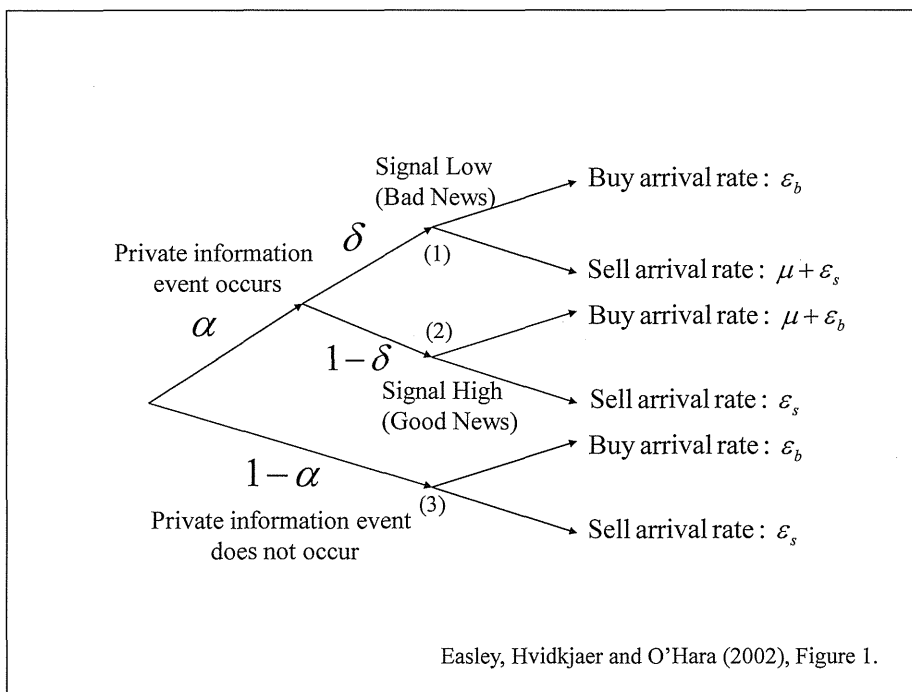 Signal Low
(Bad News)
Buy arrival rate : ε_b
δ
(1)
Private information
event occurs
Sell arrival rate : μ + ε_s
α
(2)
Buy arrival rate : μ + ε_b
1 − δ
Signal High
(Good News)
Sell arrival rate : ε_s
Buy arrival rate : ε_b
1 − α
(3)
Private information event
does not occur
Sell arrival rate : ε_s
Easley, Hvidkjaer and O'Hara (2002), Figure 1.